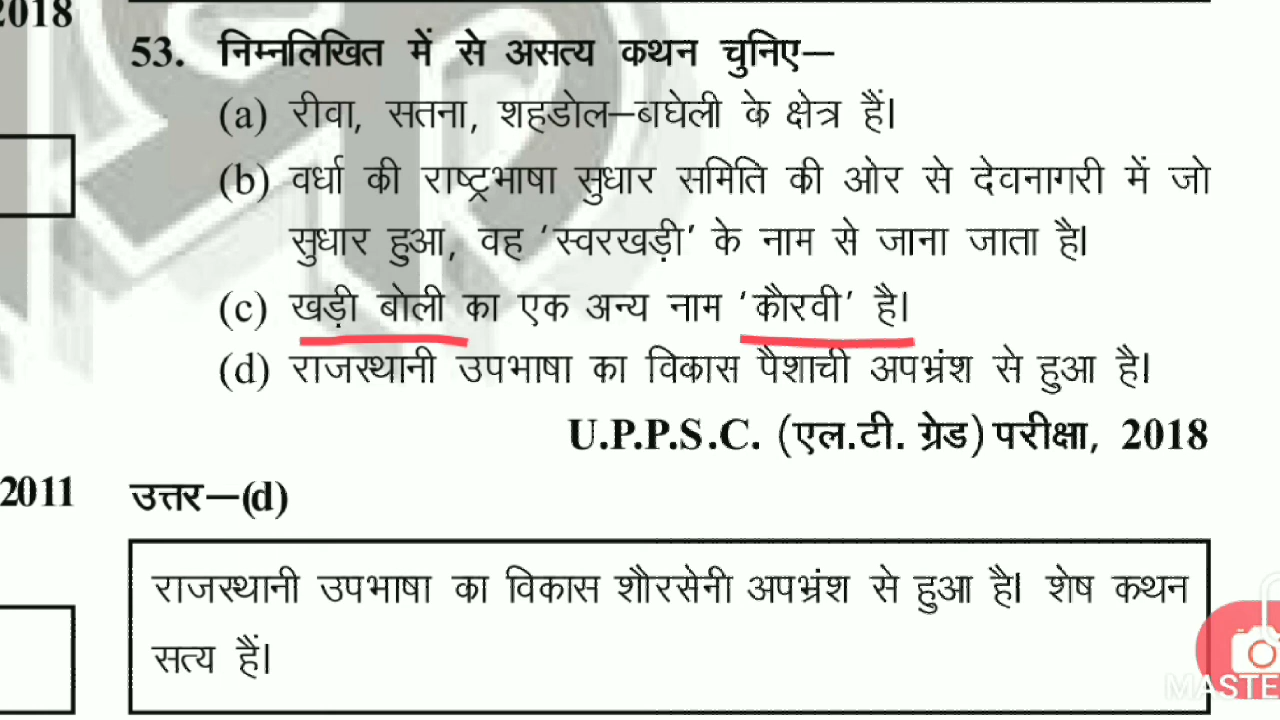 2018
53. निम्नलिखित में से असत्य कथन चुनिए—
(a) रीवा, सतना, शहडोल—बघेली के क्षेत्र हैं।
(b) वर्धा की राष्ट्रभाषा सुधार समिति की ओर से देवनागरी में जो
सुधार हुआ, वह 'स्वरखड़ी' के नाम से जाना जाता है।
(c) खड़ी बोली का एक अन्य नाम 'कौरवी' है।
(d) राजस्थानी उपभाषा का विकास पैशाची अपभ्रंश से हुआ है।
U.P.P.S.C. (एल.टी. ग्रेड) परीक्षा, 2018
2011
उत्तर—(d)
राजस्थानी उपभाषा का विकास शौरसेनी अपभ्रंश से हुआ है। शेष कथन
सत्य हैं।